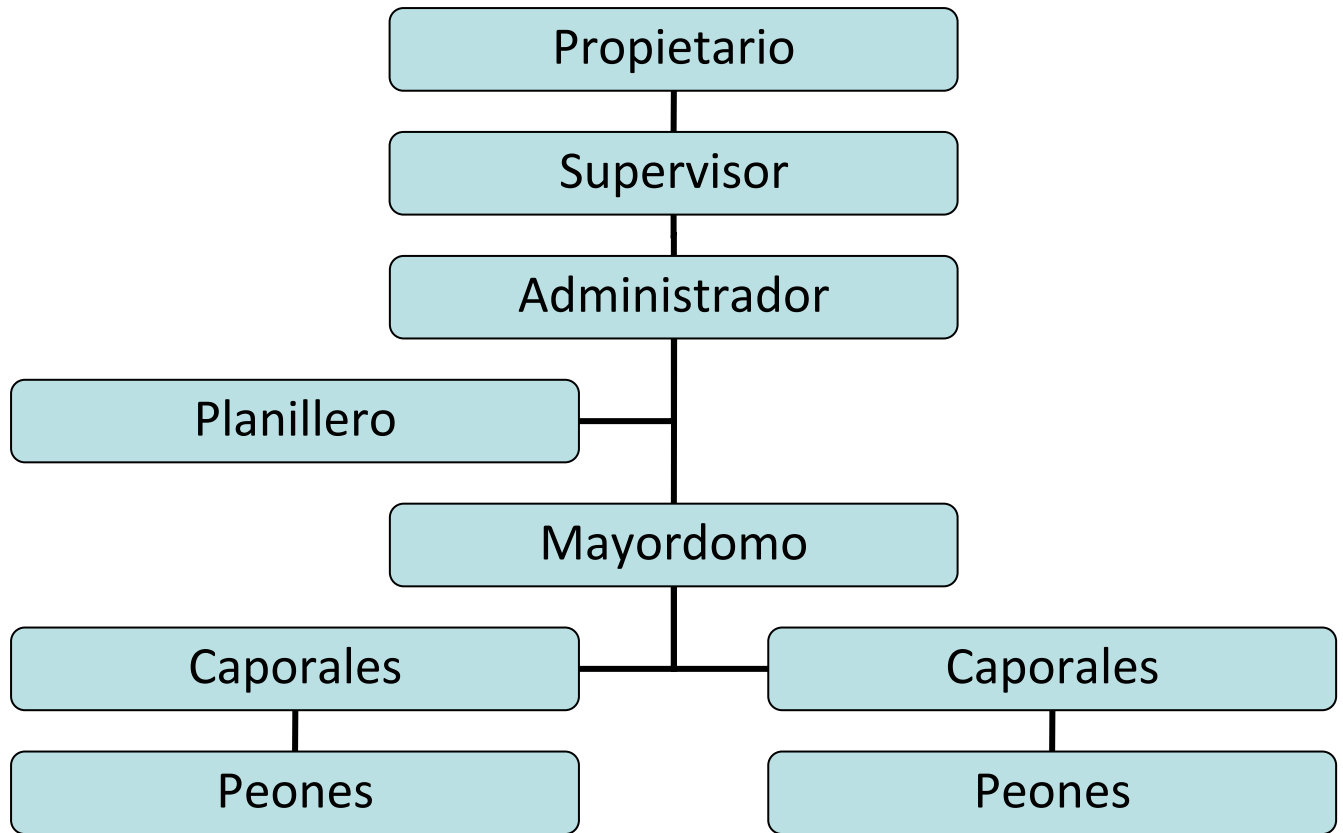 Propietario
Supervisor
Administrador
Planillero
Mayordomo
Caporales
Caporales
Peones
Peones